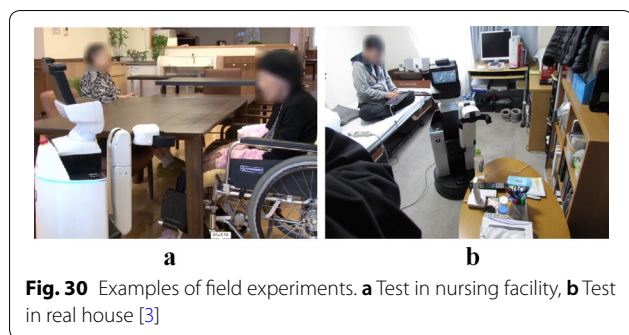 a
b
Fig. 30 Examples of field experiments. a Test in nursing facility, b Test
in real house [3]